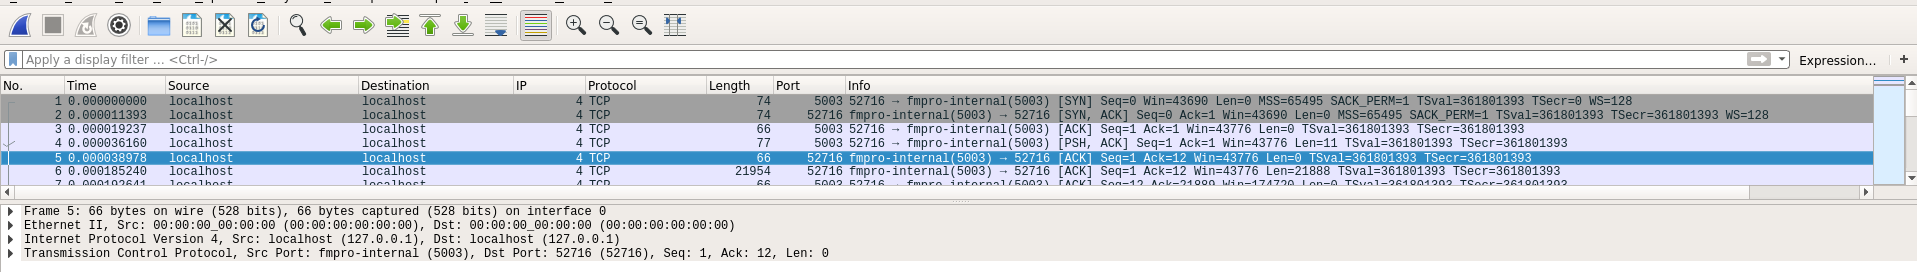 Apply a display filter ... <Ctrl-/> Expression... +
No. Time Source Destination IP Protocol Length Port Info
1 0.000000000 localhost localhost 4 TCP 74 5003 52716 → fmpro-internal(5003) [SYN] Seq=0 Win=43690 Len=0 MSS=65495 SACK_PERM=1 TSval=361801393 TSecr=0 WS=128
2 0.000011393 localhost localhost 4 TCP 74 52716 fmpro-internal(5003) → 52716 [SYN, ACK] Seq=0 Ack=1 Win=43690 Len=0 MSS=65495 SACK_PERM=1 TSval=361801393 TSecr=361801393 WS=128
3 0.000019237 localhost localhost 4 TCP 66 5003 52716 → fmpro-internal(5003) [ACK] Seq=1 Ack=1 Win=43776 Len=0 TSval=361801393 TSecr=361801393
4 0.000036160 localhost localhost 4 TCP 77 5003 52716 → fmpro-internal(5003) [PSH, ACK] Seq=1 Ack=1 Win=43776 Len=11 TSval=361801393 TSecr=361801393
5 0.000038978 localhost localhost 4 TCP 66 52716 fmpro-internal(5003) → 52716 [ACK] Seq=1 Ack=12 Win=43776 Len=0 TSval=361801393 TSecr=361801393
6 0.000185240 localhost localhost 4 TCP 21954 52716 fmpro-internal(5003) → 52716 [ACK] Seq=1 Ack=12 Win=43776 Len=21888 TSval=361801393 TSecr=361801393
7 0.000192641 localhost localhost 4 TCP 66 5003 52716 → fmpro-internal(5003) [ACK] Seq=12 Ack=21889 Win=174720 Len=0 TSval=361801393 TSecr=361801393
Frame 5: 66 bytes on wire (528 bits), 66 bytes captured (528 bits) on interface 0
Ethernet II, Src: 00:00:00_00:00:00 (00:00:00:00:00:00), Dst: 00:00:00_00:00:00 (00:00:00:00:00:00)
Internet Protocol Version 4, Src: localhost (127.0.0.1), Dst: localhost (127.0.0.1)
Transmission Control Protocol, Src Port: fmpro-internal (5003), Dst Port: 52716 (52716), Seq: 1, Ack: 12, Len: 0